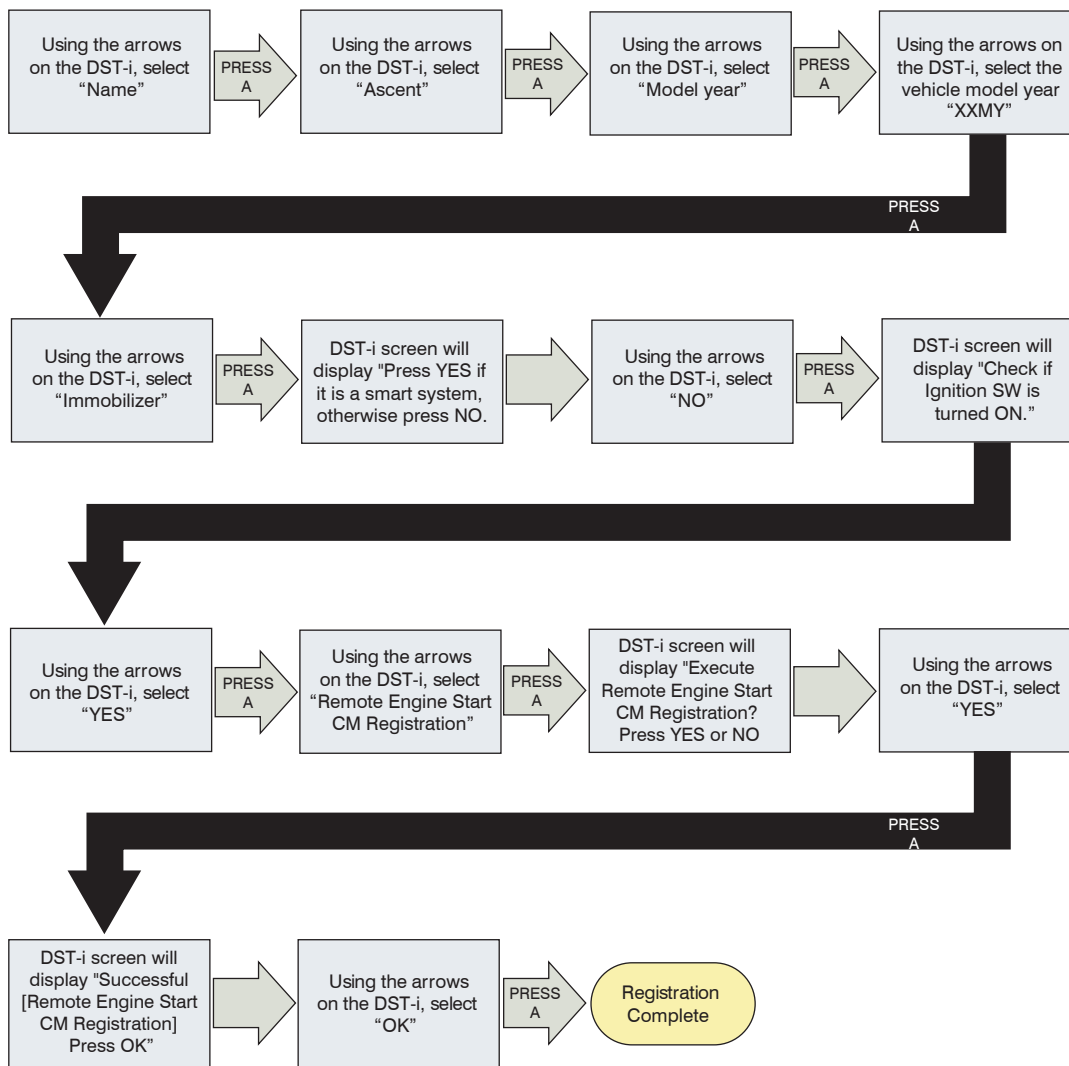 Using the arrows
on the DST-i, select
“Name”
PRESS
A
Using the arrows
on the DST-i, select
“Ascent”
PRESS
A
Using the arrows
on the DST-i, select
“Model year”
PRESS
A
Using the arrows on
the DST-i, select the
vehicle model year
“XXMY”
PRESS
A
Using the arrows
on the DST-i, select
“Immobilizer”
PRESS
A
DST-i screen will
display "Press YES if
it is a smart system,
otherwise press NO.
Using the arrows
on the DST-i, select
“NO”
PRESS
A
DST-i screen will
display "Check if
Ignition SW is
turned ON.”
Using the arrows
on the DST-i, select
“YES”
PRESS
A
Using the arrows
on the DST-i, select
“Remote Engine Start
CM Registration”
PRESS
A
DST-i screen will
display "Execute
Remote Engine Start
CM Registration?
Press YES or NO
Using the arrows
on the DST-i, select
“YES”
PRESS
A
DST-i screen will
display "Successful
[Remote Engine Start
CM Registration]
Press OK”
Using the arrows
on the DST-i, select
“OK”
PRESS
A
Registration
Complete